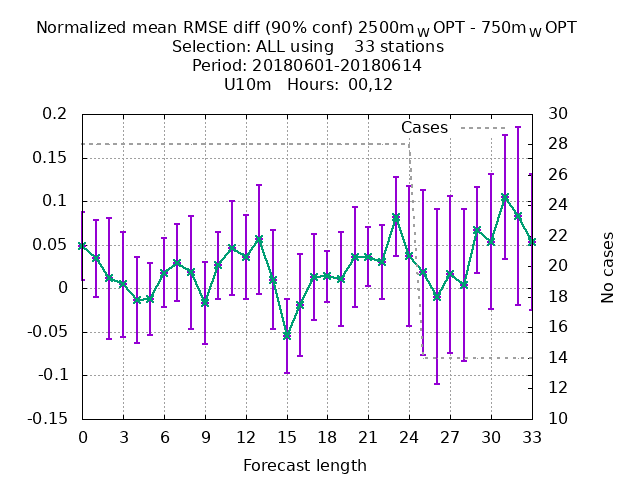 Normalized mean RMSE diff (90% conf) 2500m_W OPT - 750m_W OPT
Selection: ALL using    33 stations
Period: 20180601-20180614
U10m   Hours:  00,12
Cases
0.2
0.15
0.1
0.05
0
-0.05
-0.1
-0.15
30
28
26
24
22
20
18
16
14
12
10
No cases
0 3 6 9 12 15 18 21 24 27 30 33
Forecast length